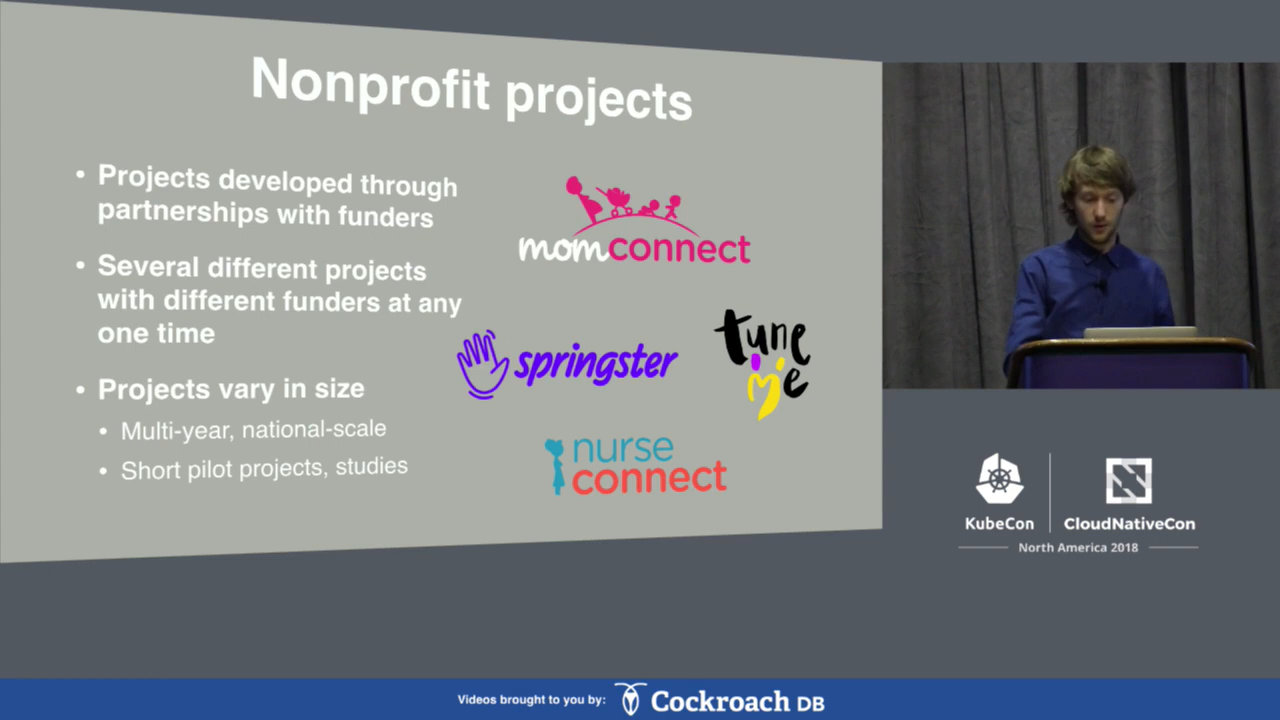 Nonprofit projects
• Projects developed through
partnerships with funders
• Several different projects
with different funders at any
one time
• Projects vary in size
• Multi-year, national-scale
• Short pilot projects, studies
momconnect
springster
tune
me
nurse
connect
KubeCon
CloudNativeCon
North America 2018
Videos brought to you by: Cockroach DB